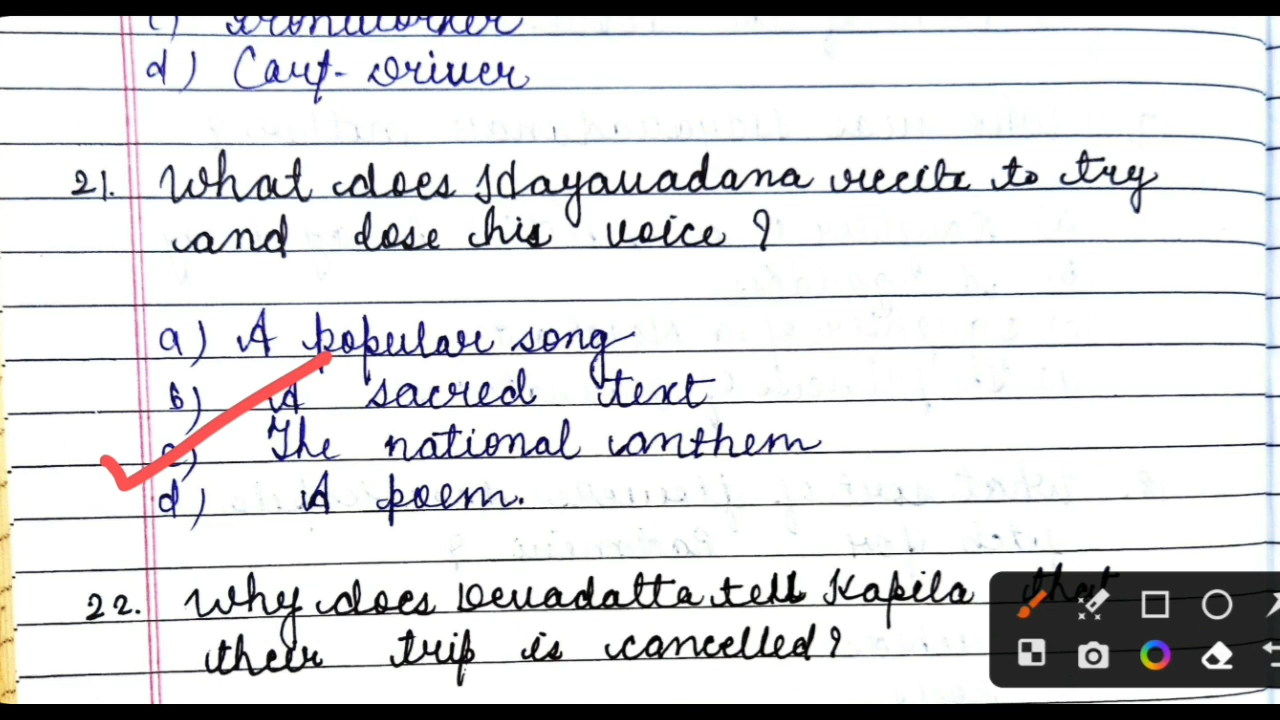 c) Ironworker
d) Cart-Driver
21. What does Hayavadana recite to try
and lose his voice?
a) A popular song
b) A sacred text
c) The national anthem
d) A poem.
22. Why does Devadatta tell Kapila that
their trip is cancelled?